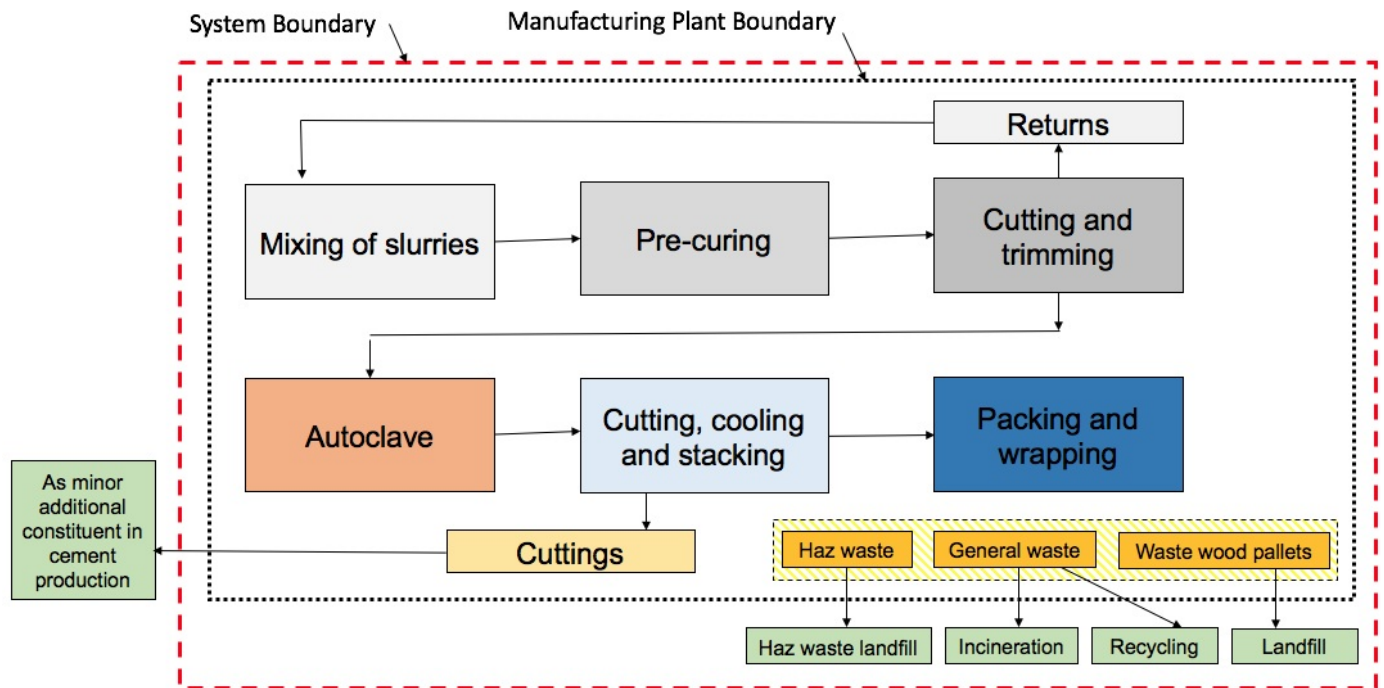 System Boundary
Manufacturing Plant Boundary
Returns
Mixing of slurries
Pre-curing
Cutting and
trimming
Autoclave
Cutting, cooling
and stacking
Packing and
wrapping
As minor
additional
constituent in
cement
production
Cuttings
Haz waste
General waste
Waste wood pallets
Haz waste landfill
Incineration
Recycling
Landfill